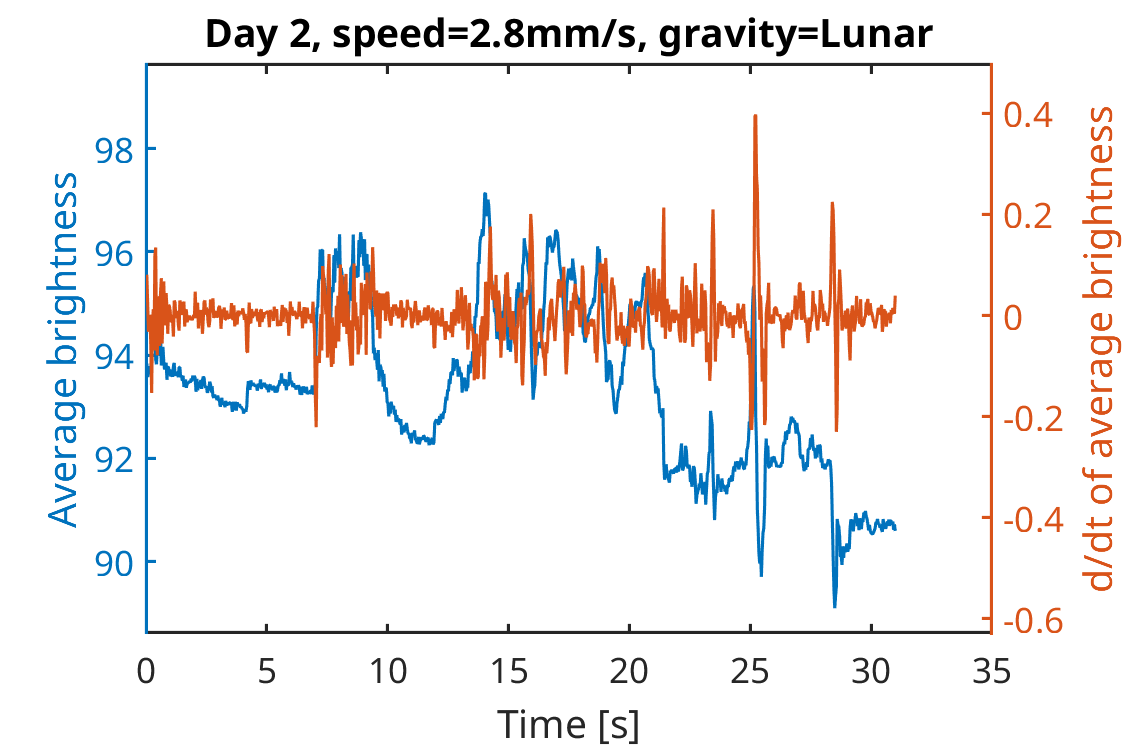 Day 2, speed=2.8mm/s, gravity=Lunar
Average brightness
98
96
94
92
90
0.4
0.2
0
-0.2
-0.4
-0.6
d/dt of average brightness
0 5 10 15 20 25 30 35
Time [s]